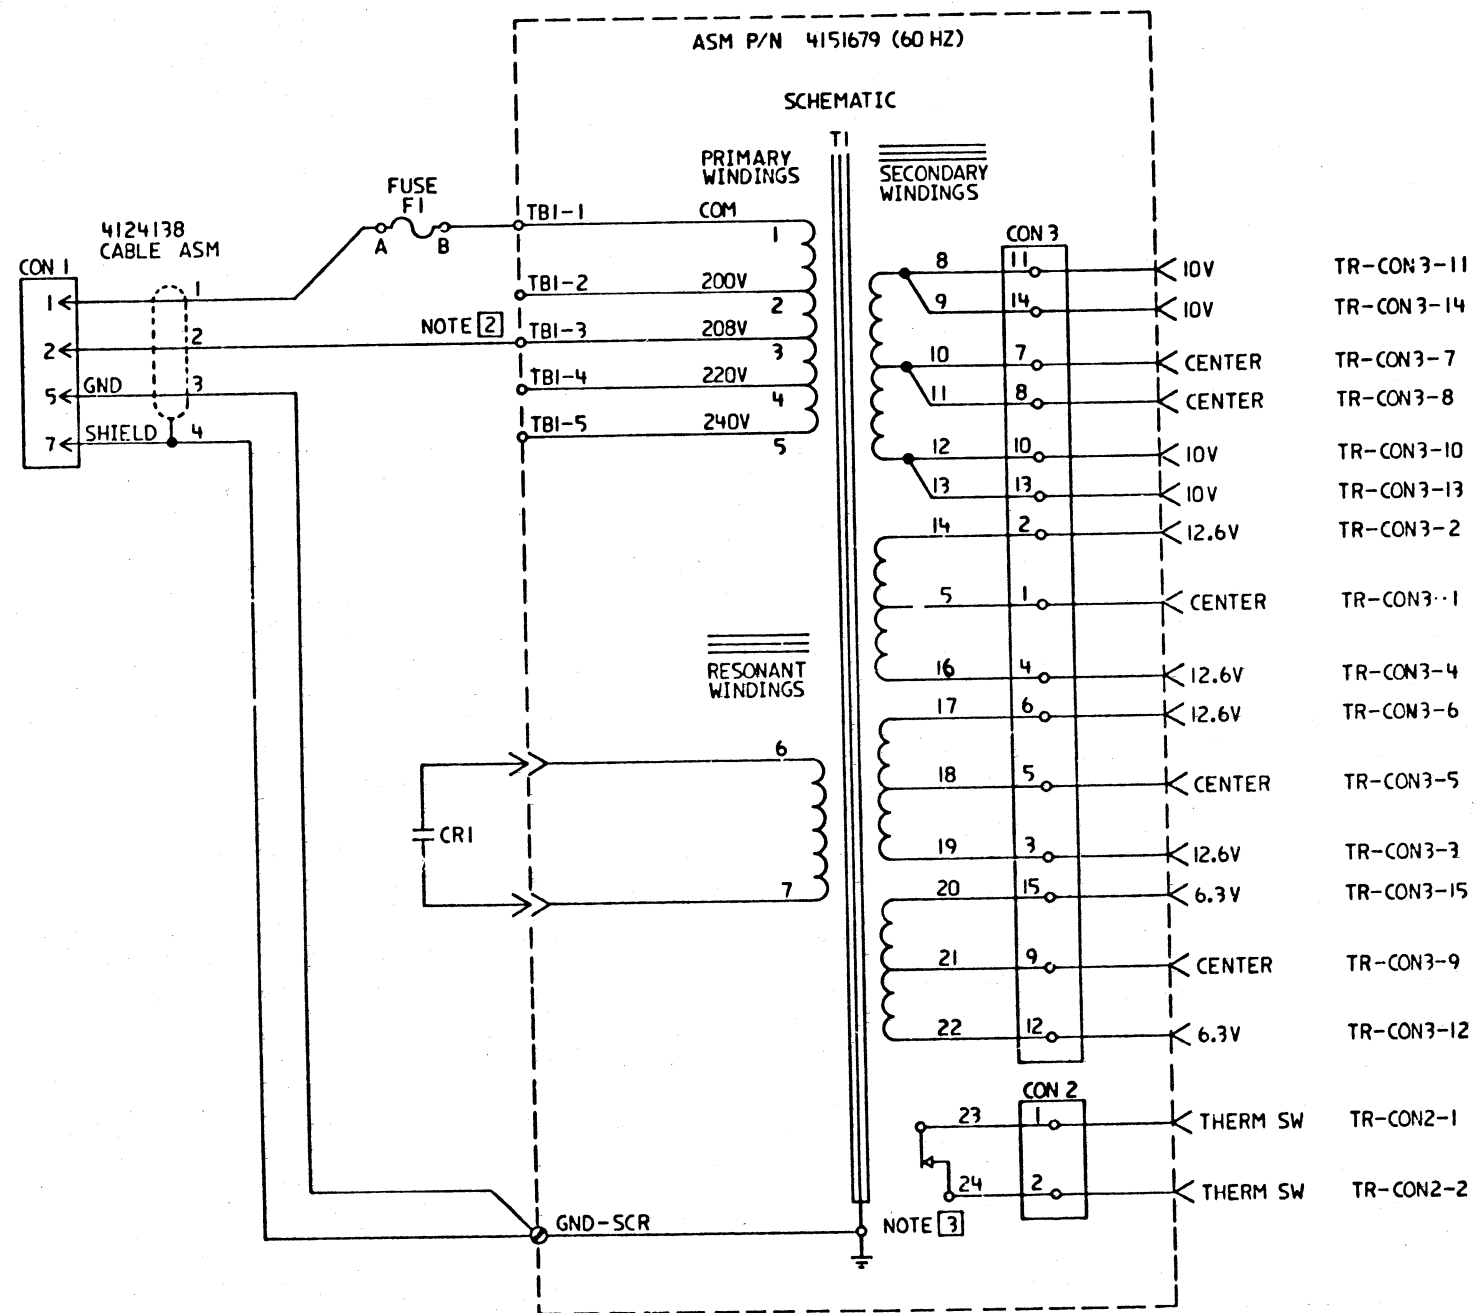 ASM P/N 4151679 (60 HZ)
SCHEMATIC
T1
PRIMARY
WINDINGS
SECONDARY
WINDINGS
FUSE
F1
A B
4124138
CABLE ASM
CON 1
1
1
2
2
5 GND 3
7 SHIELD 4
NOTE 2
TB1-1 COM 1
TB1-2 200V 2
TB1-3 208V 3
TB1-4 220V 4
TB1-5 240V 5
RESONANT
WINDINGS
6
CR1
7
CON 3
8 11 10V TR-CON3-11
9 14 10V TR-CON3-14
10 7 CENTER TR-CON3-7
11 8 CENTER TR-CON3-8
12 10 10V TR-CON3-10
13 13 10V TR-CON3-13
14 2 12.6V TR-CON3-2
5 1 CENTER TR-CON3-1
16 4 12.6V TR-CON3-4
17 6 12.6V TR-CON3-6
18 5 CENTER TR-CON3-5
19 3 12.6V TR-CON3-3
20 15 6.3V TR-CON3-15
21 9 CENTER TR-CON3-9
22 12 6.3V TR-CON3-12
CON 2
23 1 THERM SW TR-CON2-1
24 2 THERM SW TR-CON2-2
GND-SCR
NOTE 3